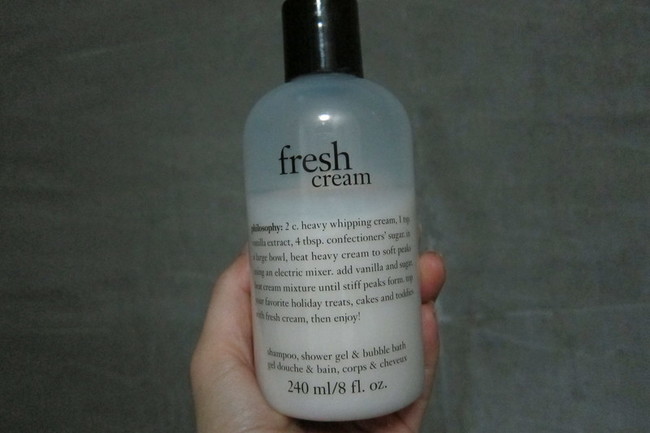 fresh
cream
philosophy: 2 c. heavy whipping cream, 1 tsp.
vanilla extract, 4 tbsp. confectioners' sugar. in
large bowl, beat heavy cream to soft peaks
using an electric mixer. add vanilla and sugar.
beat cream mixture until stiff peaks form. top
your favorite holiday treats, cakes and toddies
with fresh cream, then enjoy!
shampoo, shower gel & bubble bath
gel douche & bain, corps & cheveux
240 ml/8 fl. oz.